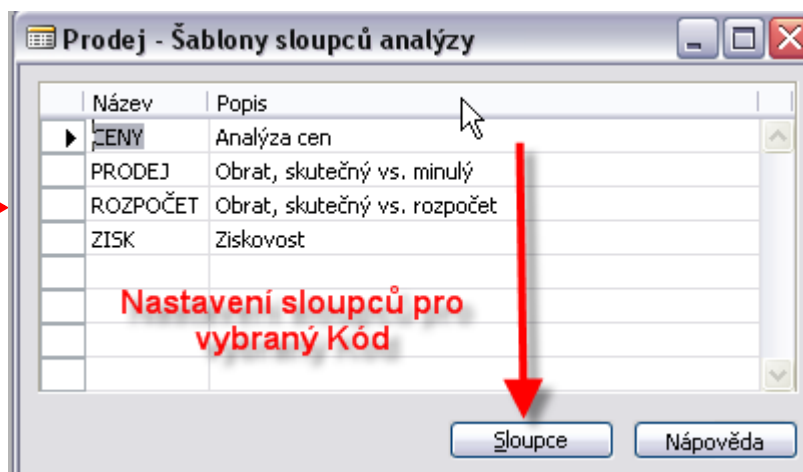 Prodej - Šablony sloupců analýzy
Název Popis
CENY Analýza cen
PRODEJ Obrat, skutečný vs. minulý
ROZPOČET Obrat, skutečný vs. rozpočet
ZISK Ziskovost
Nastavení sloupců pro
vybraný Kód
Sloupce Nápověda